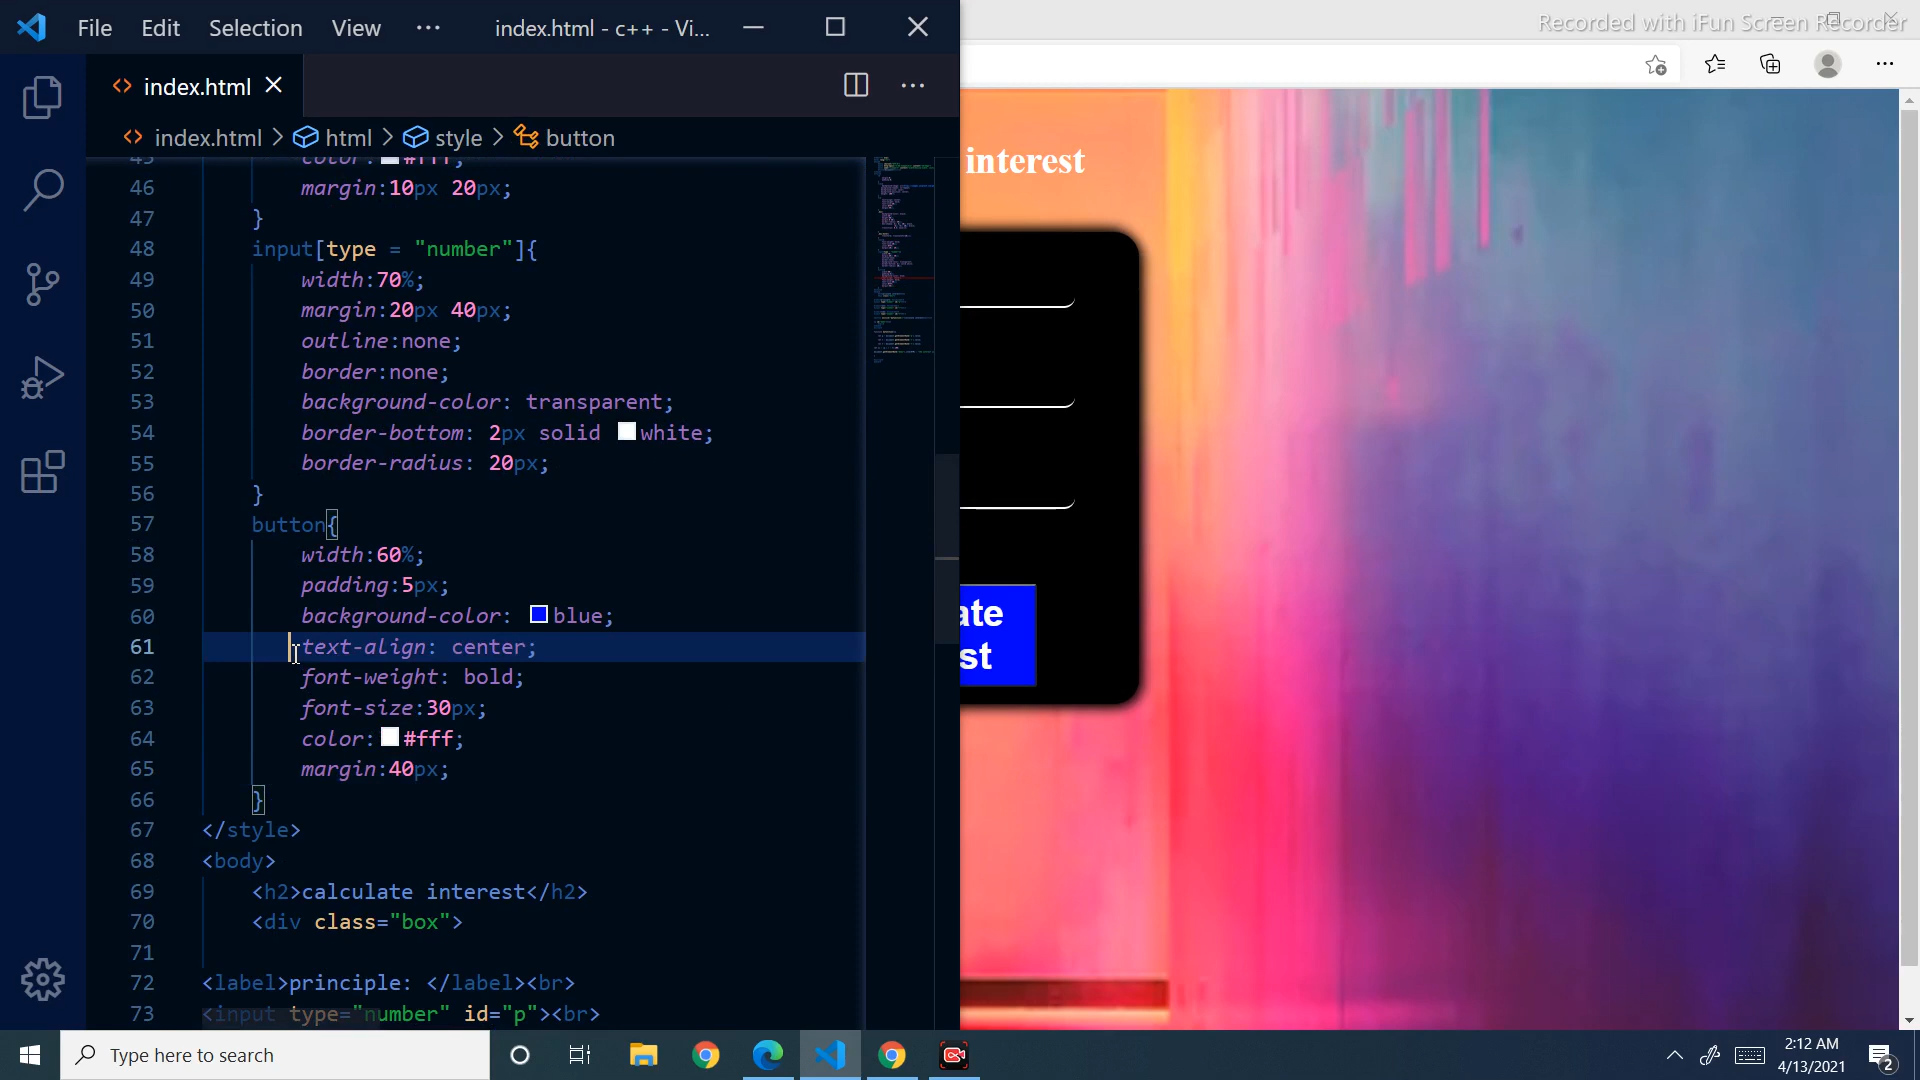 File Edit Selection View ··· index.html - c++ - Vi...
Recorded with iFun Screen Recorder
<> index.html
<> index.html > html > style > button
45 color: #fff;
46 margin:10px 20px;
47 }
48 input[type = "number"]{
49 width:70%;
50 margin:20px 40px;
51 outline:none;
52 border:none;
53 background-color: transparent;
54 border-bottom: 2px solid white;
55 border-radius: 20px;
56 }
57 button{
58 width:60%;
59 padding:5px;
60 background-color: blue;
61 text-align: center;
62 font-weight: bold;
63 font-size:30px;
64 color: #fff;
65 margin:40px;
66 }
67 </style>
68 <body>
69 <h2>calculate interest</h2>
70 <div class="box">
71
72 <label>principle: </label><br>
73 <input type="number" id="p"><br>
interest
ate
st
Type here to search
2:12 AM
4/13/2021
2